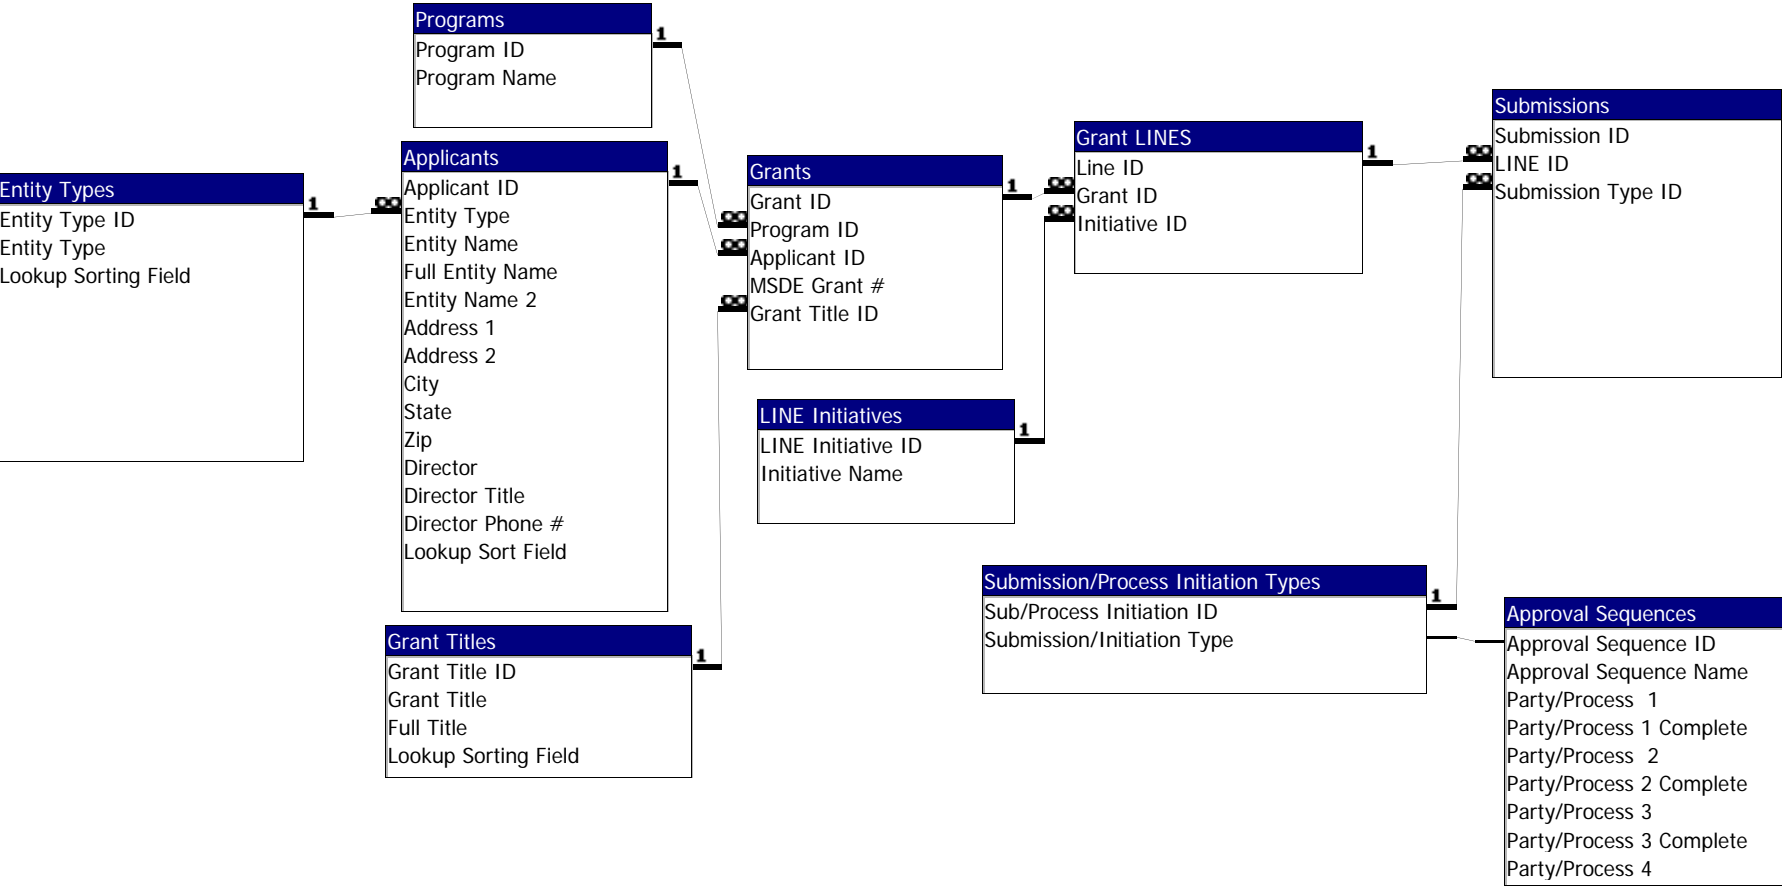 Programs
Program ID
Program Name
1
Entity Types
Entity Type ID
Entity Type
Lookup Sorting Field
1
∞
Applicants
Applicant ID
Entity Type
Entity Name
Full Entity Name
Entity Name 2
Address 1
Address 2
City
State
Zip
Director
Director Title
Director Phone #
Lookup Sort Field
1
Grant Titles
Grant Title ID
Grant Title
Full Title
Lookup Sorting Field
1
∞
∞
∞
Grants
Grant ID
Program ID
Applicant ID
MSDE Grant #
Grant Title ID
1
LINE Initiatives
LINE Initiative ID
Initiative Name
1
∞
∞
Grant LINES
Line ID
Grant ID
Initiative ID
1
∞
∞
Submissions
Submission ID
LINE ID
Submission Type ID
Submission/Process Initiation Types
Sub/Process Initiation ID
Submission/Initiation Type
1
Approval Sequences
Approval Sequence ID
Approval Sequence Name
Party/Process  1
Party/Process 1 Complete
Party/Process  2
Party/Process 2 Complete
Party/Process 3
Party/Process 3 Complete
Party/Process 4